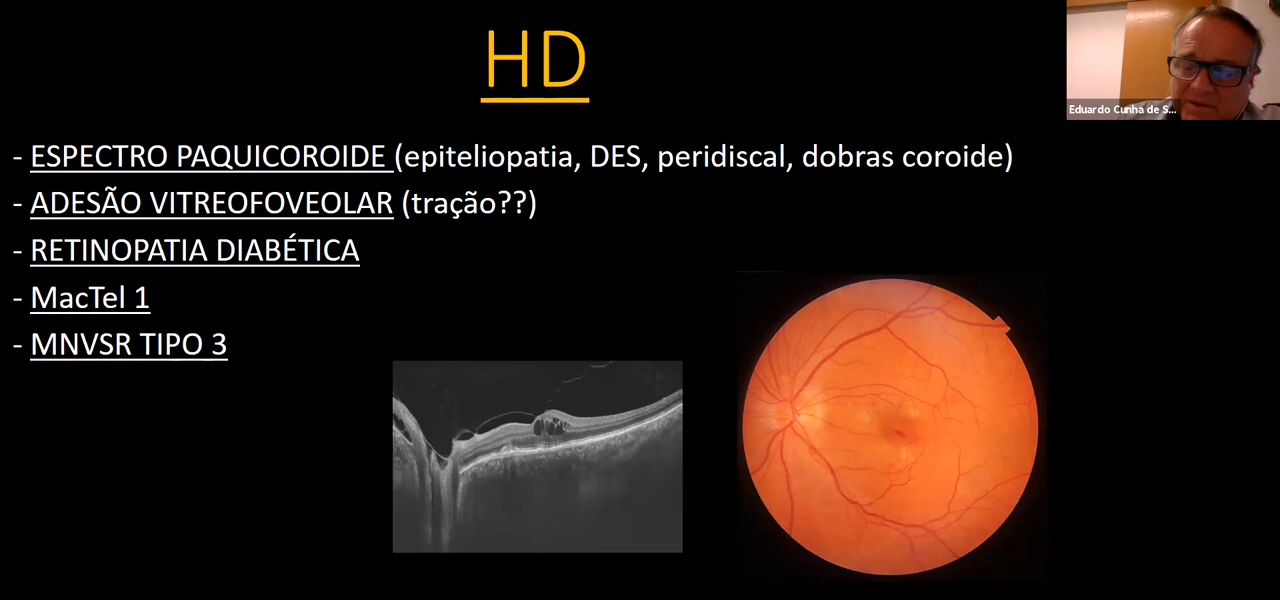 HD
Eduardo Cunha de S...
- ESPECTRO PAQUICOROIDE (epiteliopatia, DES, peridiscal, dobras coroide)
- ADESÃO VITREOFOVEOLAR (tração??)
- RETINOPATIA DIABÉTICA
- MacTel 1
- MNVSR TIPO 3